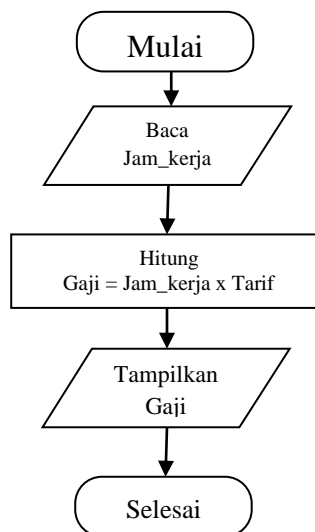 Mulai
Baca
Jam_kerja
Hitung
Gaji = Jam_kerja x Tarif
Tampilkan
Gaji
Selesai